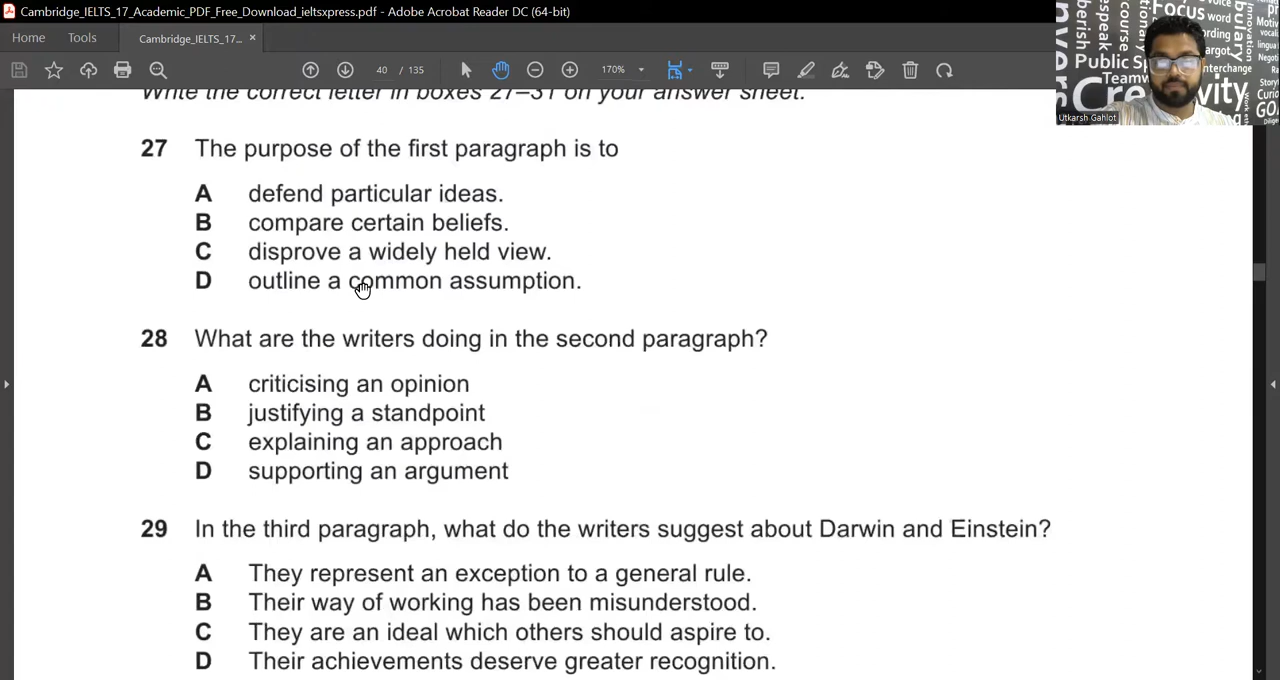 Cambridge_IELTS_17_Academic_PDF_Free_Download_ieltsxpress.pdf - Adobe Acrobat Reader DC (64-bit)
Home Tools Cambridge_IELTS_17... ×
40 / 135 170%
Write the correct letter in boxes 27–31 on your answer sheet.
27 The purpose of the first paragraph is to
A defend particular ideas.
B compare certain beliefs.
C disprove a widely held view.
D outline a common assumption.
28 What are the writers doing in the second paragraph?
A criticising an opinion
B justifying a standpoint
C explaining an approach
D supporting an argument
29 In the third paragraph, what do the writers suggest about Darwin and Einstein?
A They represent an exception to a general rule.
B Their way of working has been misunderstood.
C They are an ideal which others should aspire to.
D Their achievements deserve greater recognition.
Focus
word
course
Public
Utkarsh Gahlot